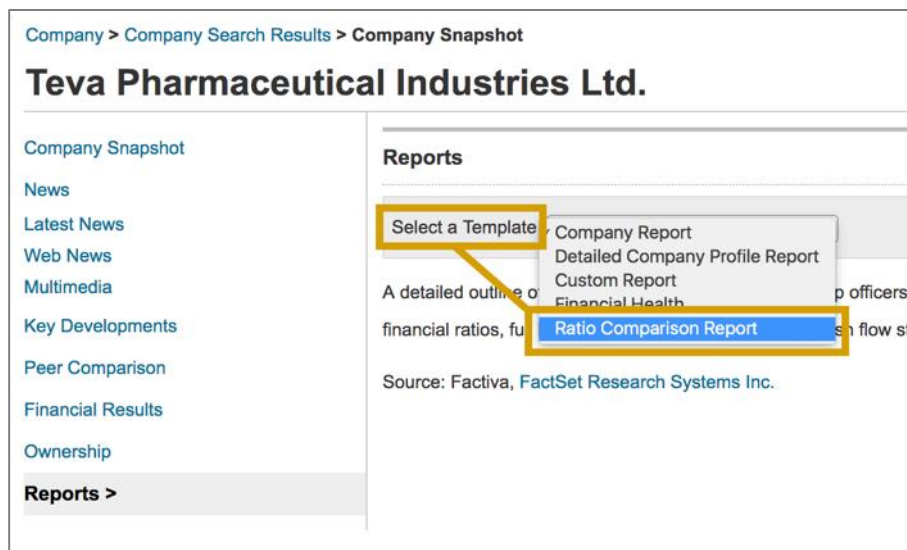 Company > Company Search Results > Company Snapshot
Teva Pharmaceutical Industries Ltd.
Company Snapshot
News
Latest News
Web News
Multimedia
Key Developments
Peer Comparison
Financial Results
Ownership
Reports >
Reports
Select a Template
Company Report
Detailed Company Profile Report
Custom Report
Financial Health
Ratio Comparison Report
A detailed outline officers
financial ratios, flow
Source: Factiva, FactSet Research Systems Inc.